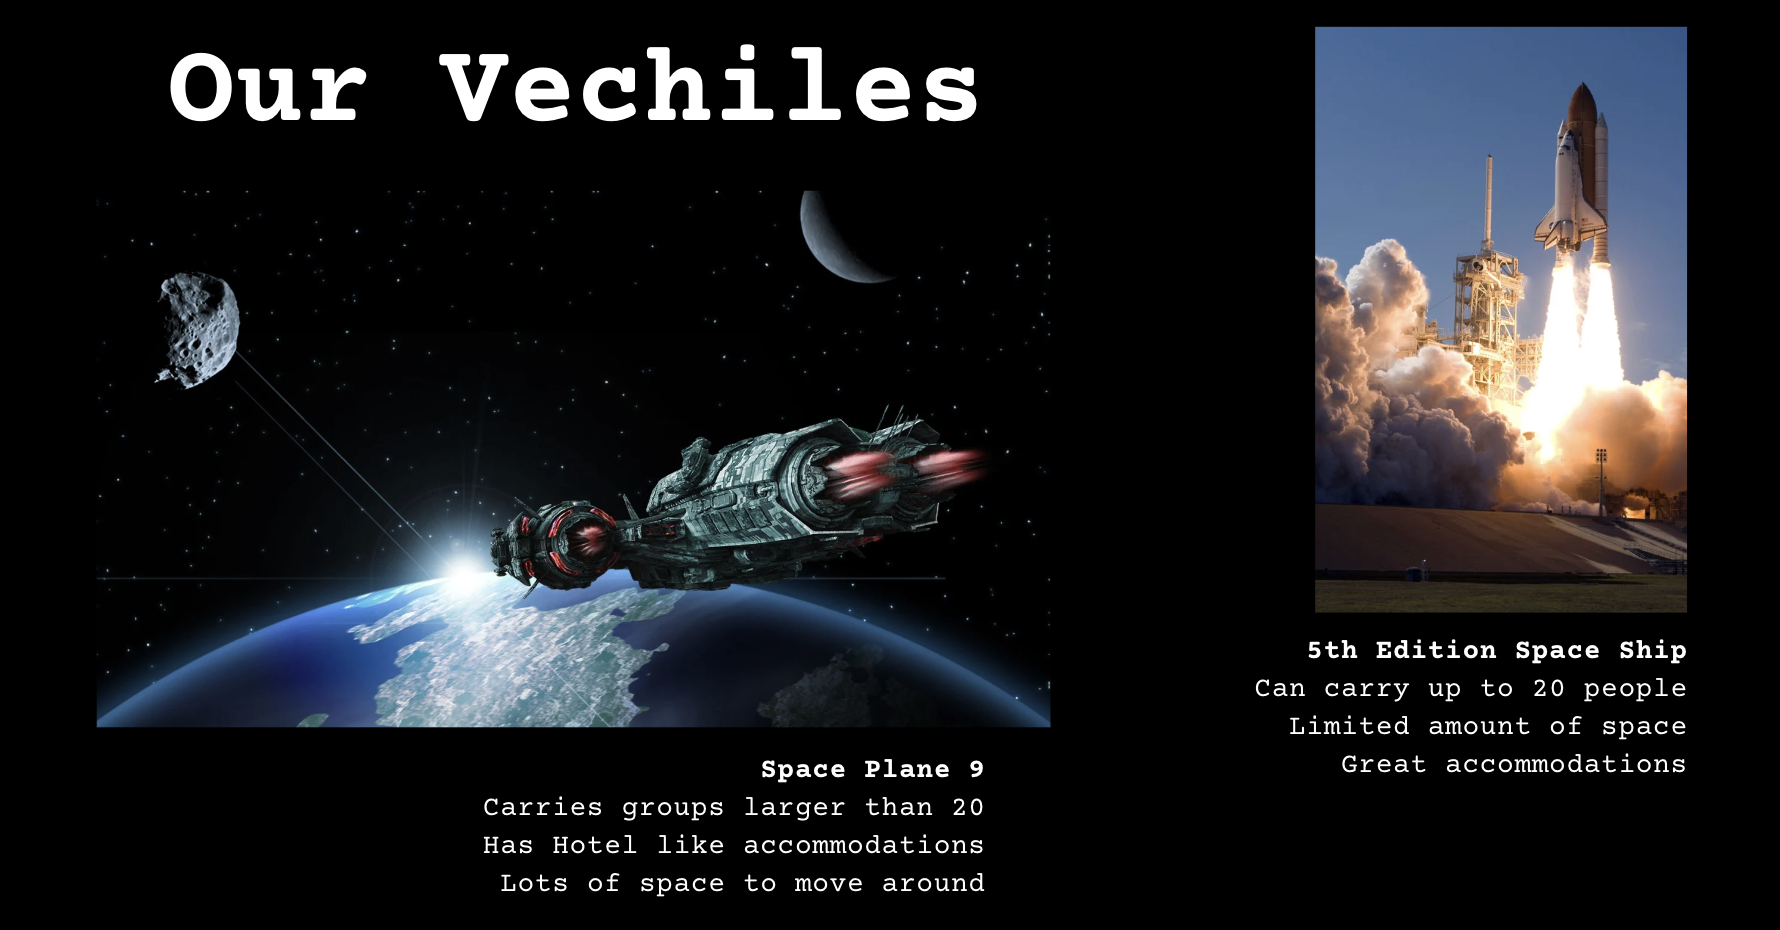 Our Vechiles
Space Plane 9
Carries groups larger than 20
Has Hotel like accommodations
Lots of space to move around
5th Edition Space Ship
Can carry up to 20 people
Limited amount of space
Great accommodations